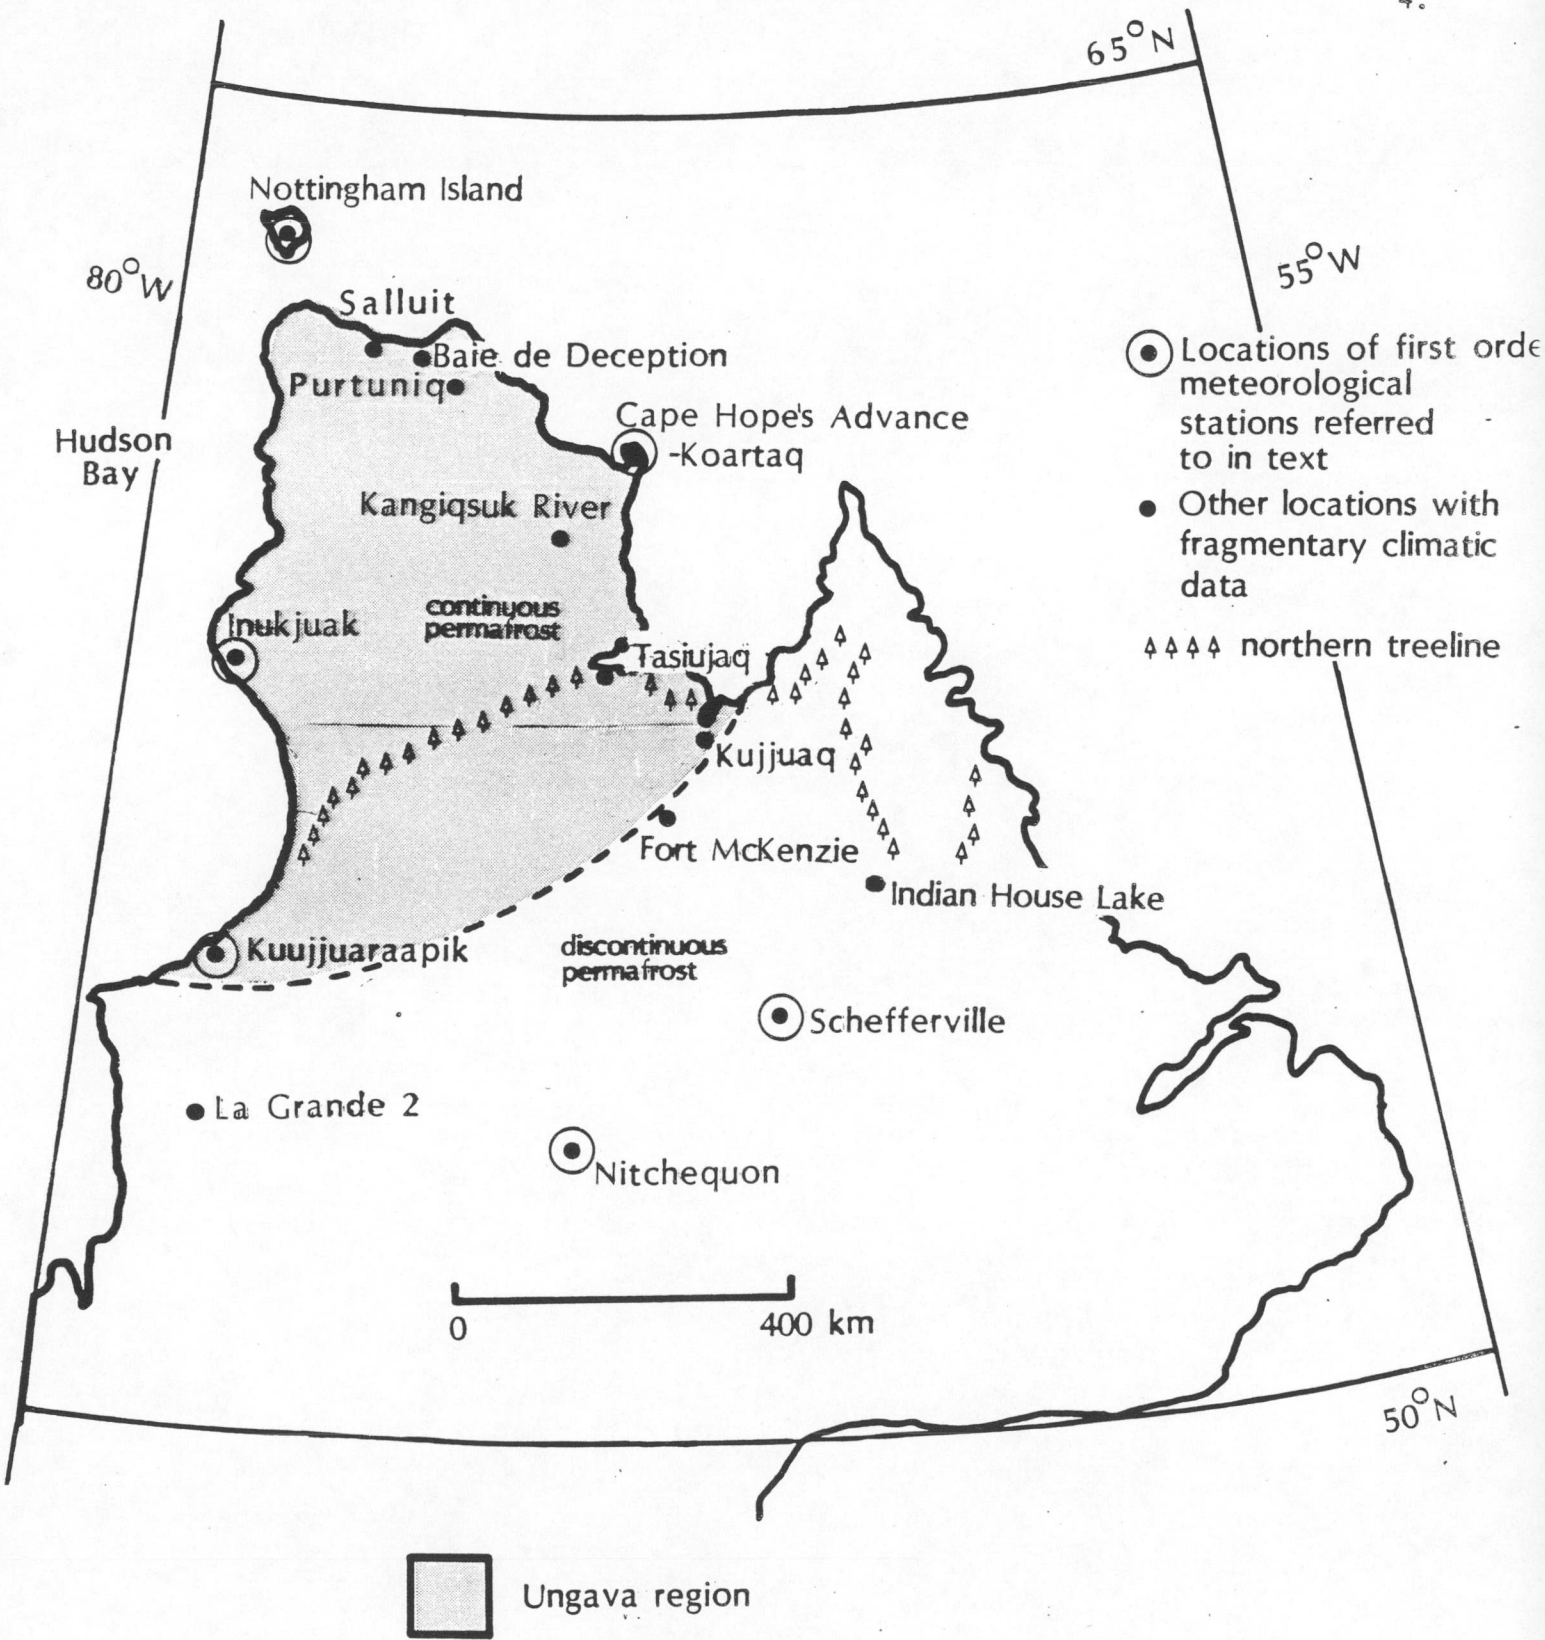 4.
65°N
Nottingham Island
80°W
55°W
Salluit
Baie de Deception
Purtuniq
Cape Hope's Advance
-Koartaq
Hudson
Bay
Kangiqsuk River
Inukjuak
continuous
permafrost
Tasiujaq
Kujjuaq
Fort McKenzie
Indian House Lake
Kuujjuaraapik
discontinuous
permafrost
Schefferville
La Grande 2
Nitchequon
0 400 km
50°N
Locations of first orde
meteorological
stations referred
to in text
Other locations with
fragmentary climatic
data
northern treeline
Ungava region